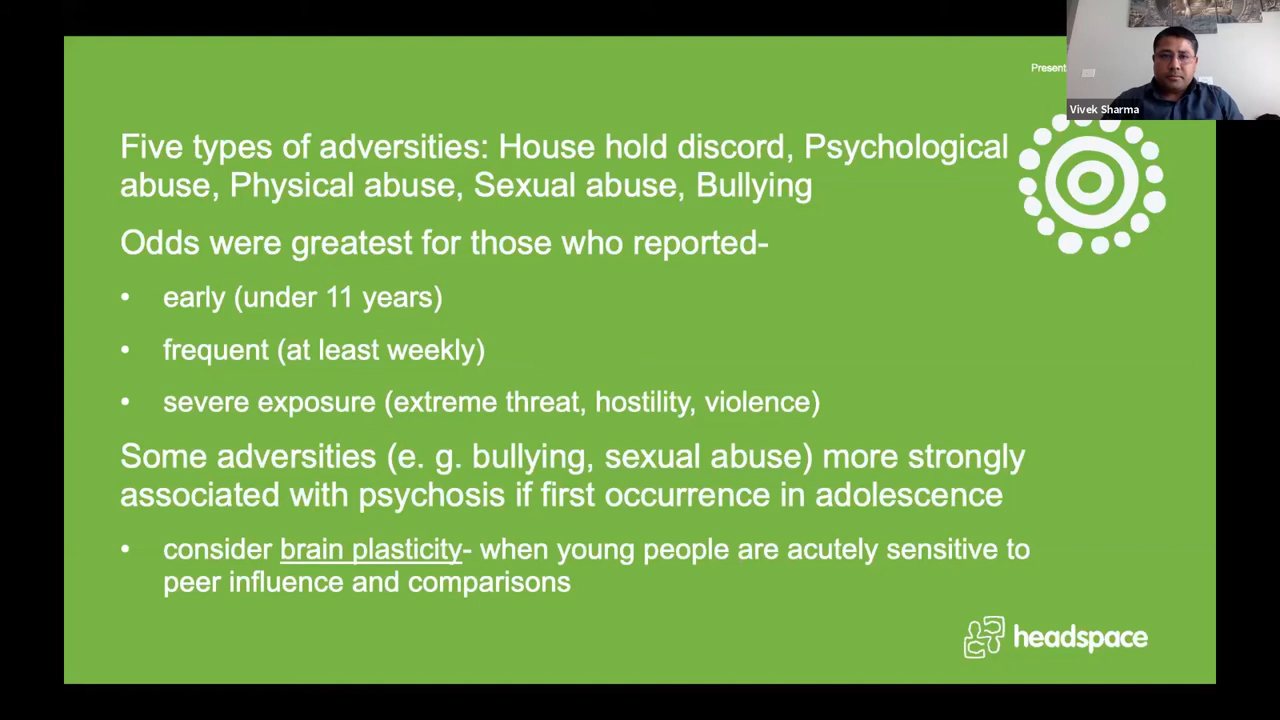 Present
Vivek Sharma
Five types of adversities: House hold discord, Psychological
abuse, Physical abuse, Sexual abuse, Bullying
Odds were greatest for those who reported-
• early (under 11 years)
• frequent (at least weekly)
• severe exposure (extreme threat, hostility, violence)
Some adversities (e. g. bullying, sexual abuse) more strongly
associated with psychosis if first occurrence in adolescence
• consider brain plasticity- when young people are acutely sensitive to
peer influence and comparisons
headspace